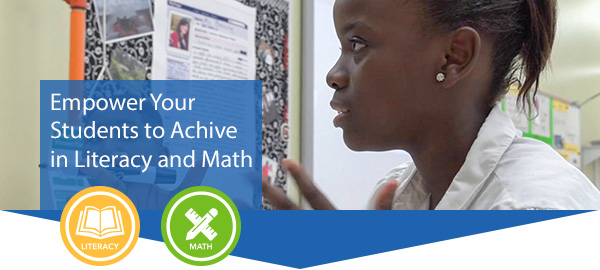 Empower Your
Students to Achive
in Literacy and Math
LITERACY
MATH